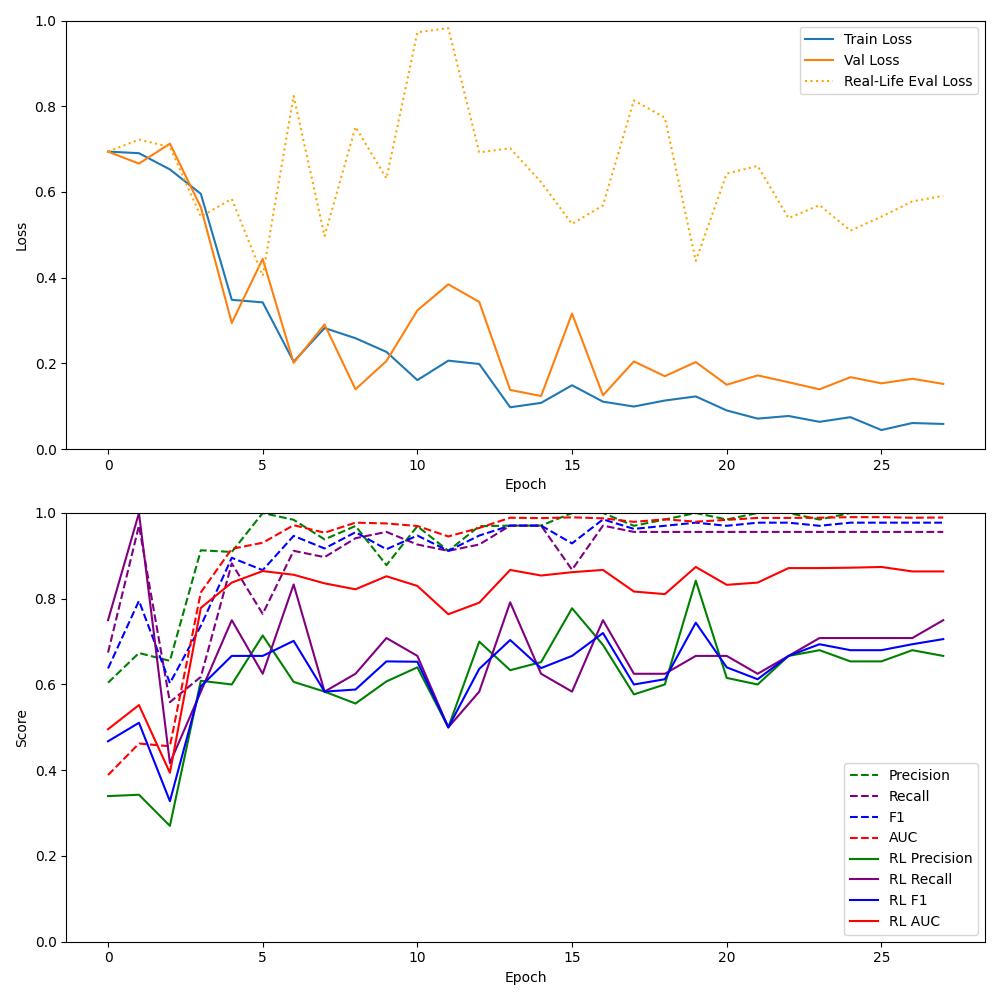 1.0
0.8
0.6
0.4
0.2
0.0
Loss
Train Loss
Val Loss
Real-Life Eval Loss
0 5 10 15 20 25
Epoch
1.0
0.8
0.6
0.4
0.2
0.0
Score
Precision
Recall
F1
AUC
RL Precision
RL Recall
RL F1
RL AUC
0 5 10 15 20 25
Epoch